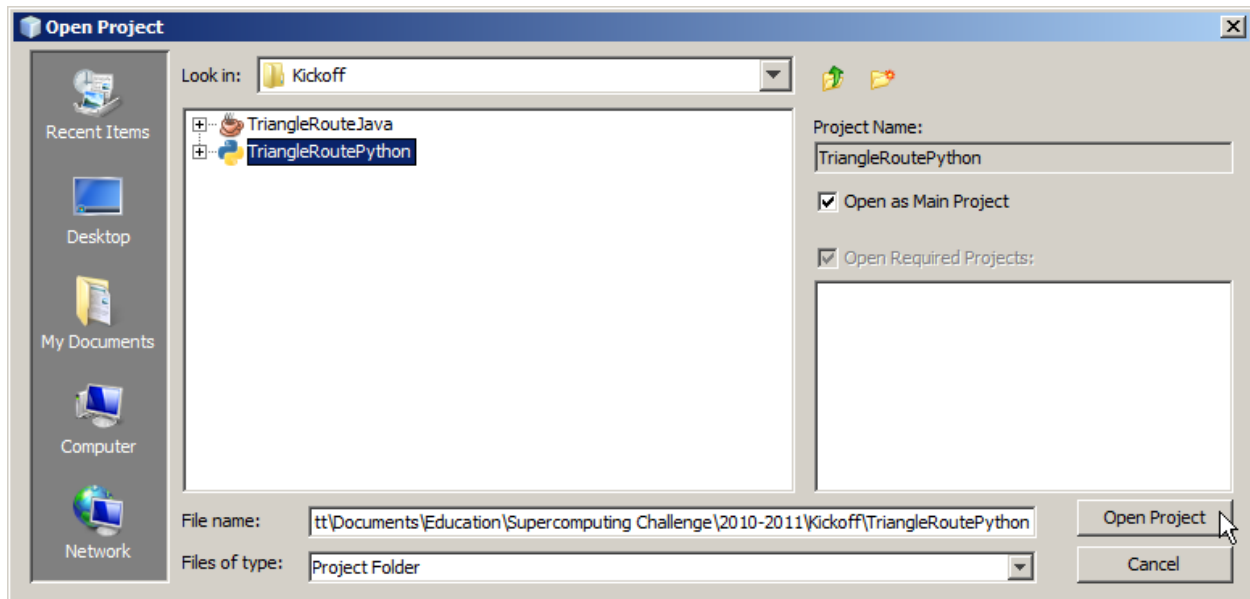 Open Project
Look in: Kickoff
Recent Items
Desktop
My Documents
Computer
Network
TriangleRouteJava
TriangleRoutePython
Project Name:
TriangleRoutePython
Open as Main Project
Open Required Projects:
File name: tt\Documents\Education\Supercomputing Challenge\2010-2011\Kickoff\TriangleRoutePython
Open Project
Files of type: Project Folder
Cancel